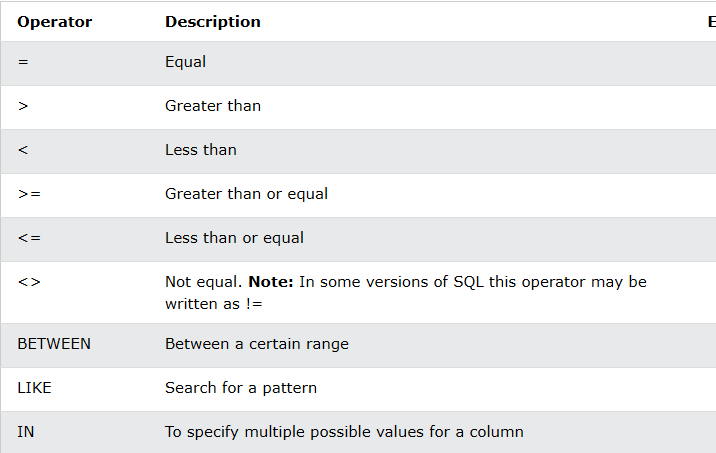 Operator Description E
= Equal
> Greater than
< Less than
>= Greater than or equal
<= Less than or equal
<> Not equal. Note: In some versions of SQL this operator may be
written as !=
BETWEEN Between a certain range
LIKE Search for a pattern
IN To specify multiple possible values for a column